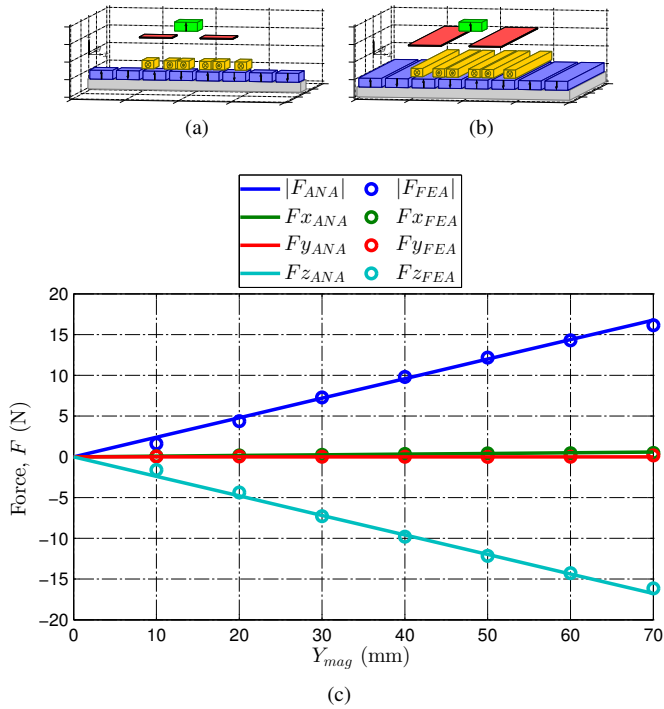 (a)
(b)
|F_ANA| |F_FEA|
Fx_ANA Fx_FEA
Fy_ANA Fy_FEA
Fz_ANA Fz_FEA
20
15
10
5
0
−5
−10
−15
−20
Force, F (N)
0 10 20 30 40 50 60 70
Y_mag (mm)
(c)